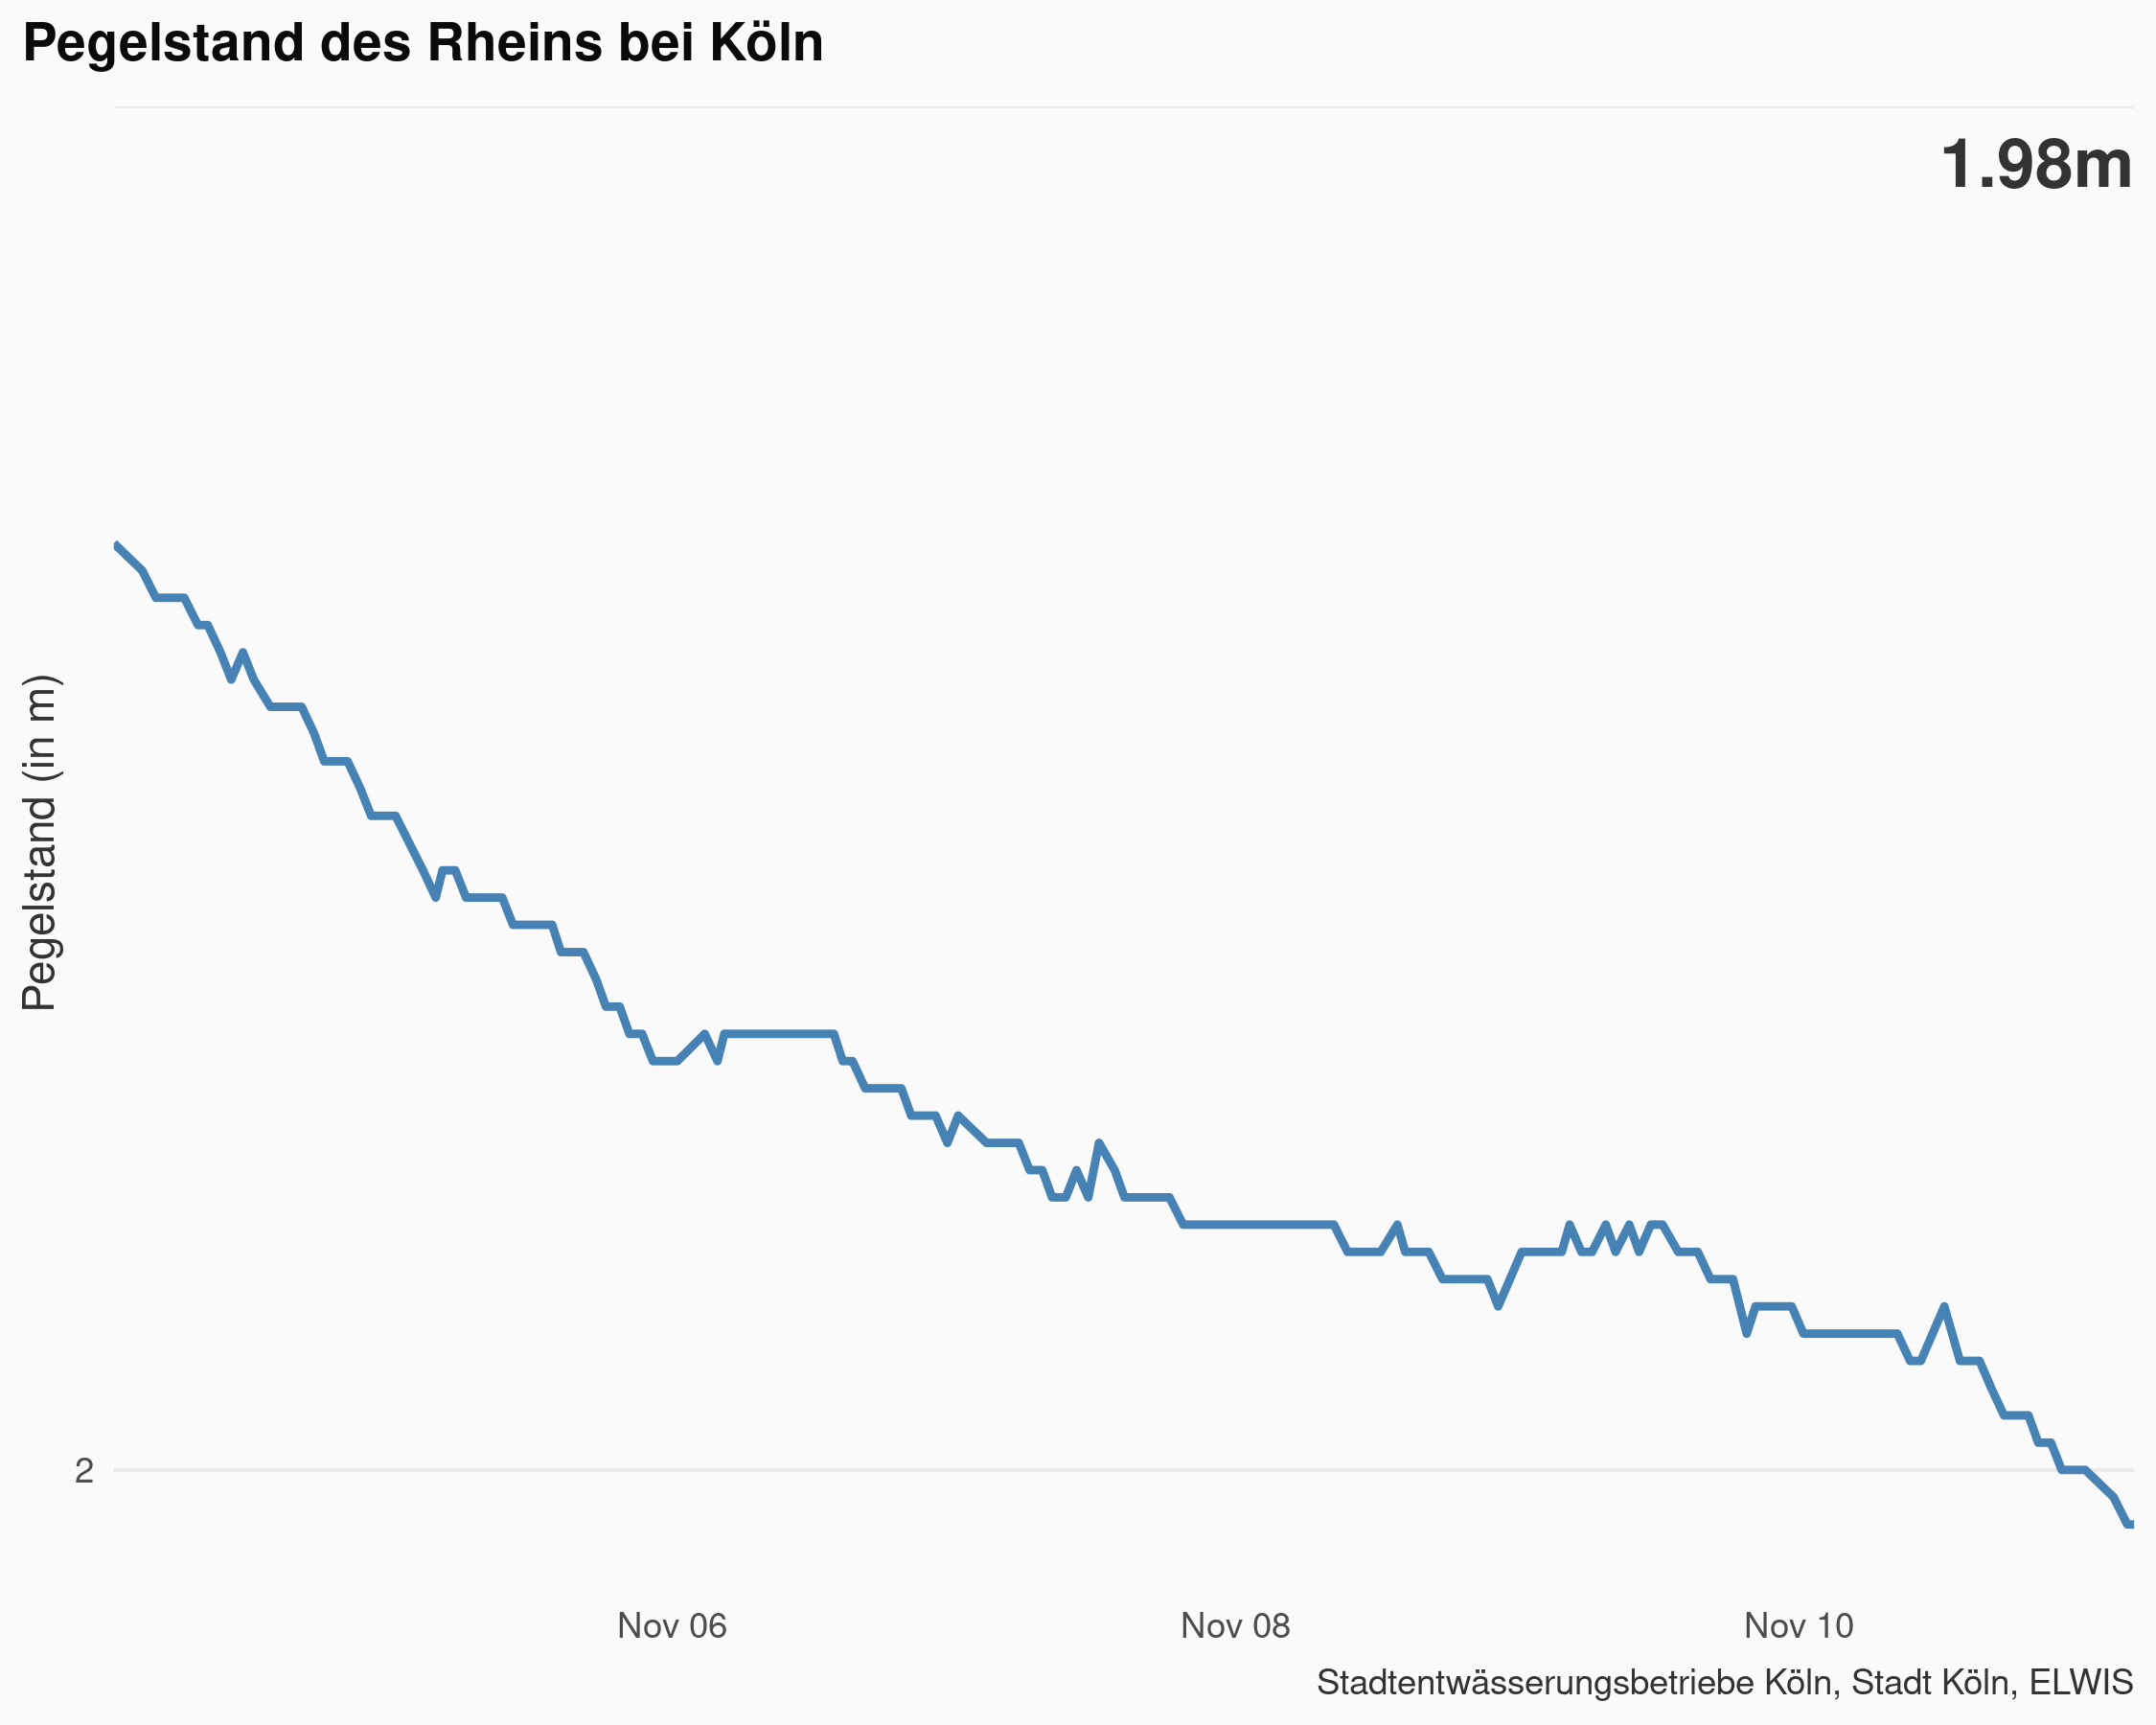 Pegelstand des Rheins bei Köln
1.98m
Pegelstand (in m)
2
Nov 06
Nov 08
Nov 10
Stadtentwässerungsbetriebe Köln, Stadt Köln, ELWIS